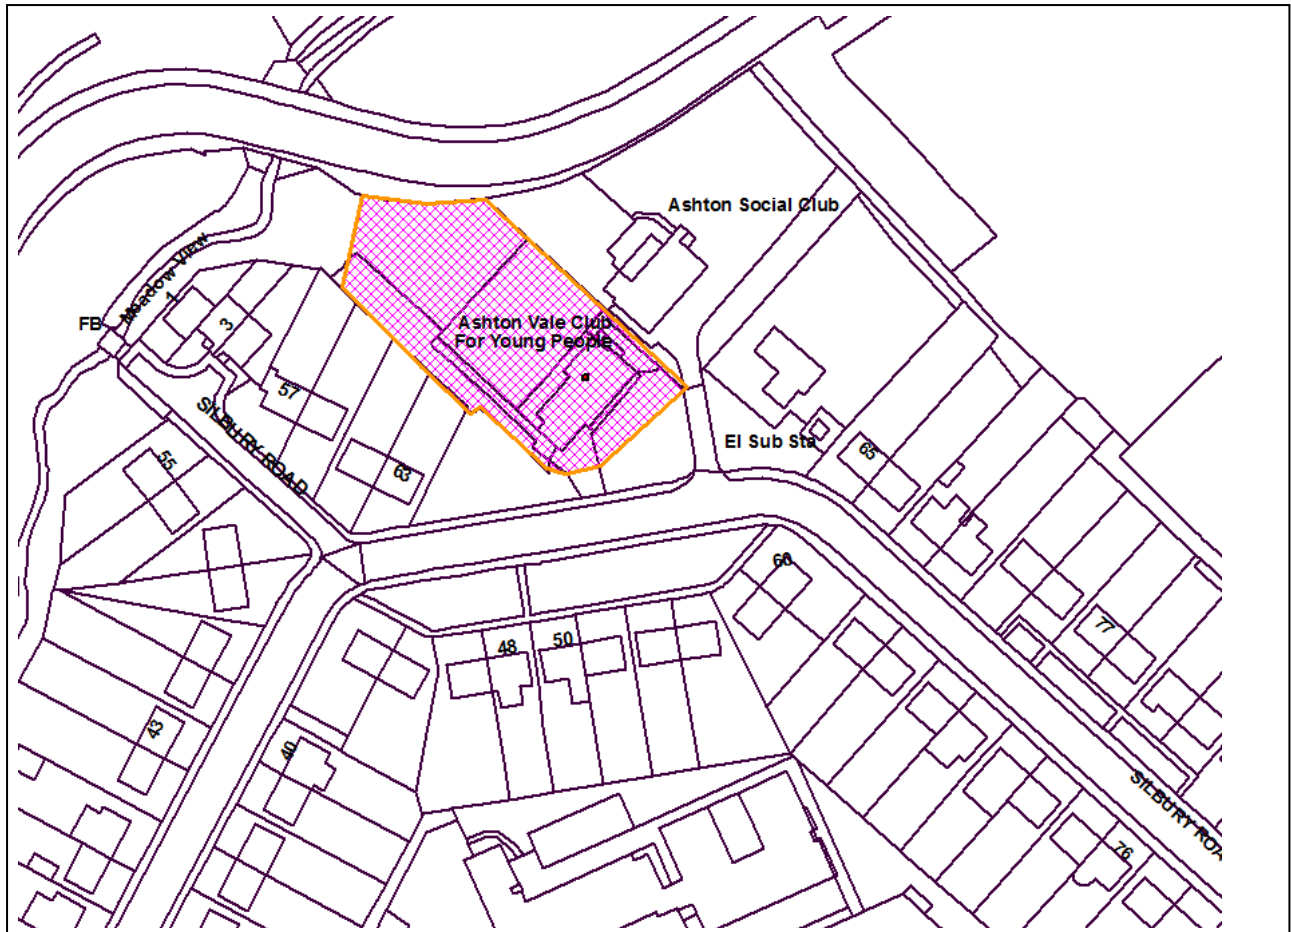 Ashton Social Club
Meadow View
1
FB
3
Ashton Vale Club
For Young People
57
SILBURY ROAD
El Sub Sta
65
55
63
60
48
50
77
43
40
SILBURY ROA
76